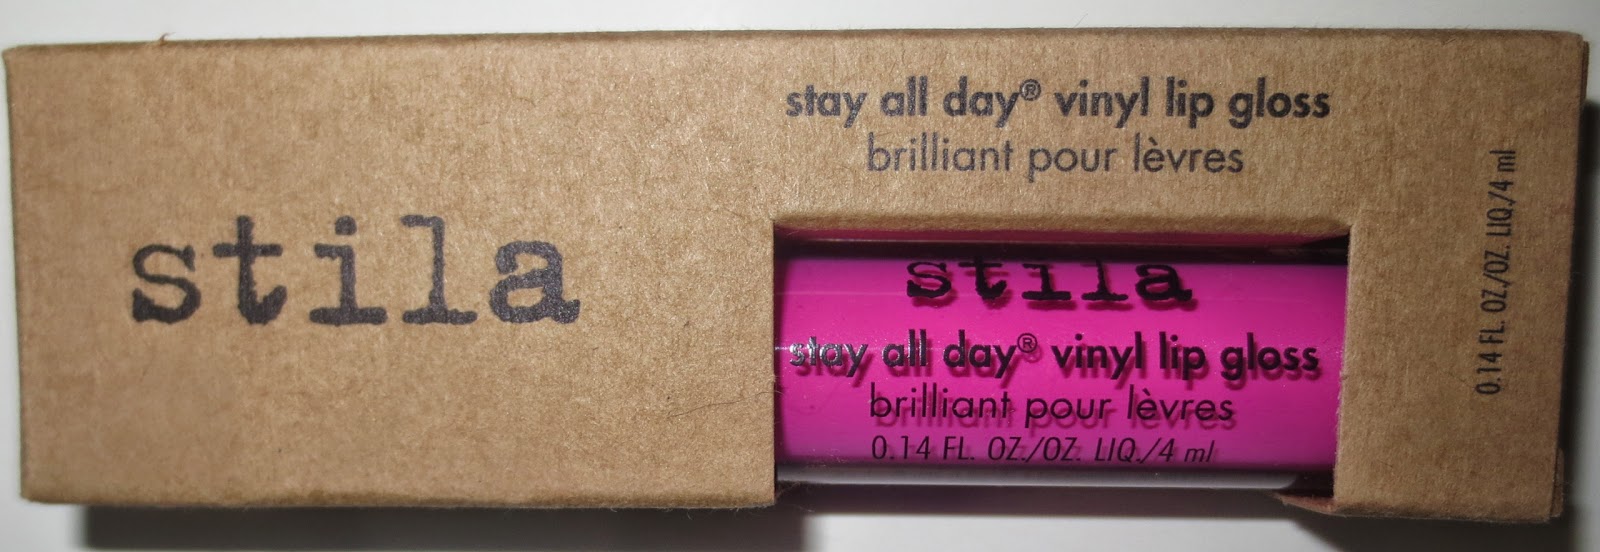 stila
stay all day® vinyl lip gloss
brilliant pour lèvres
stila
stay all day® vinyl lip gloss
brilliant pour lèvres
0.14 FL. OZ./OZ. LIQ./4 ml
0.14 FL. OZ./OZ. LIQ./4 ml